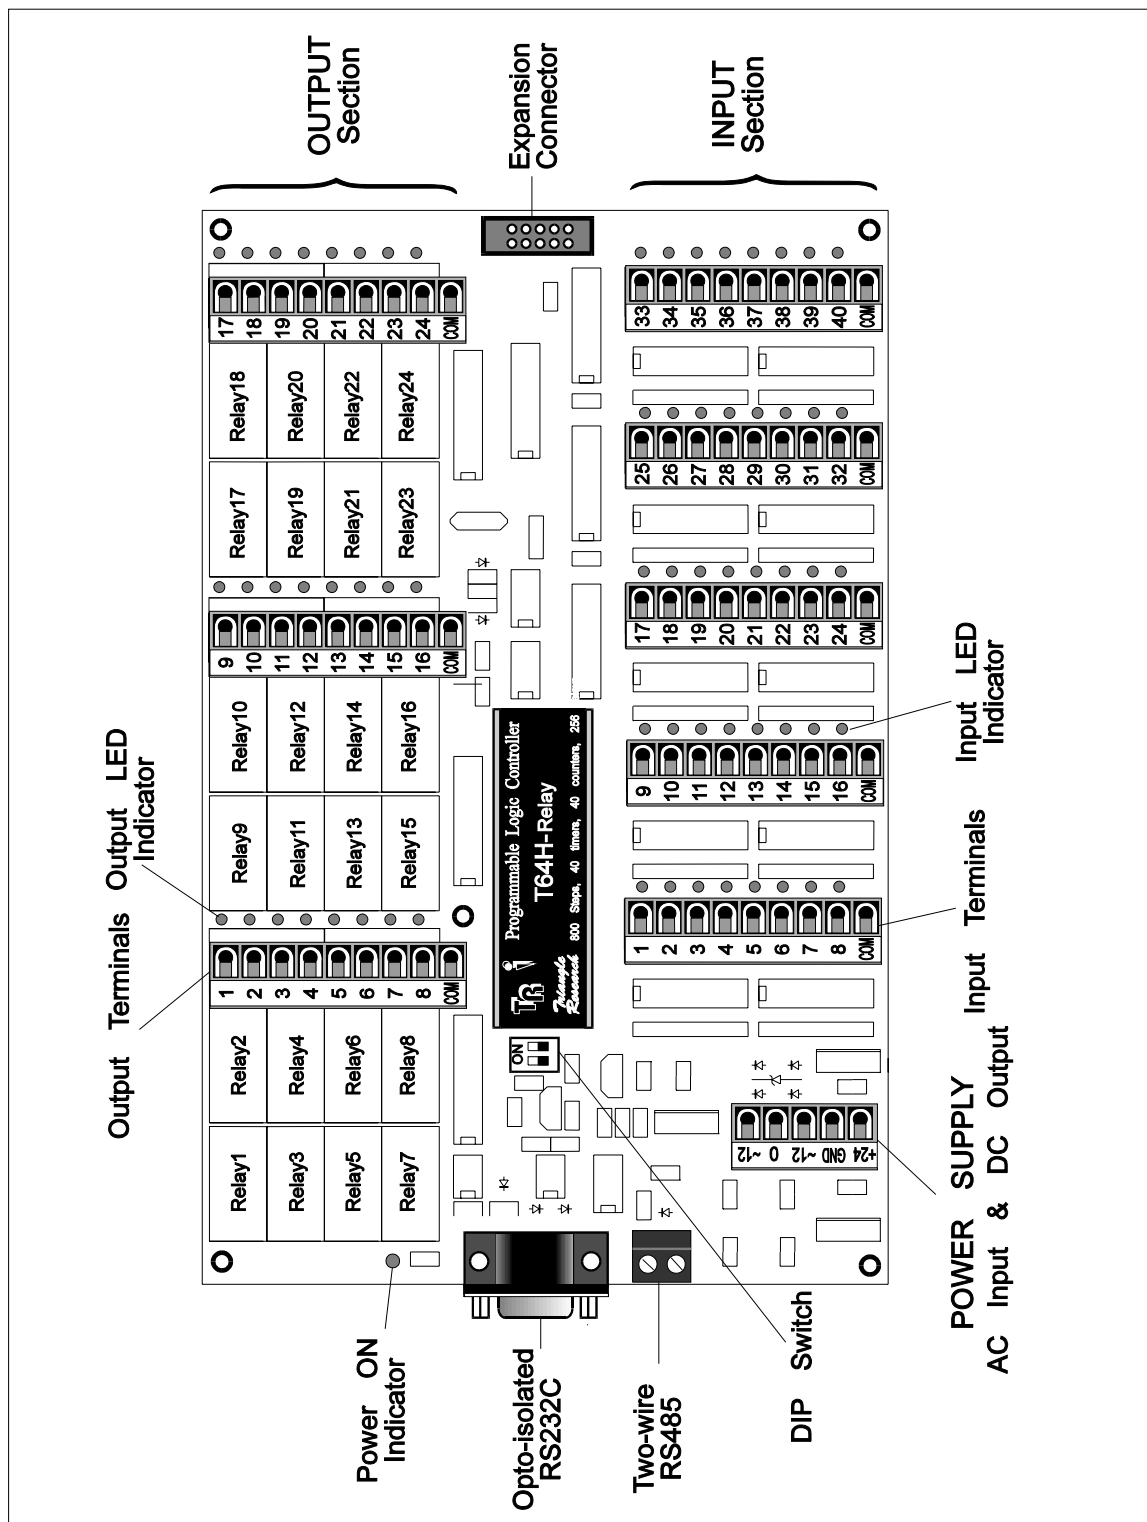 Output Terminals
Output LED
Indicator
OUTPUT
Section
Power ON
Indicator
Relay1
Relay2
Relay3
Relay4
Relay5
Relay6
Relay7
Relay8
1
2
3
4
5
6
7
8
COM
Relay9
Relay10
Relay11
Relay12
Relay13
Relay14
Relay15
Relay16
9
10
11
12
13
14
15
16
COM
Relay17
Relay18
Relay19
Relay20
Relay21
Relay22
Relay23
Relay24
17
18
19
20
21
22
23
24
COM
Expansion
Connector
Opto-isolated
RS232C
Two-wire
RS485
DIP Switch
ON
TRi
Triangle
Research
Programmable Logic Controller
T64H-Relay
800 Steps, 40 timers, 40 counters, 256
INPUT
Section
1
2
3
4
5
6
7
8
COM
9
10
11
12
13
14
15
16
COM
17
18
19
20
21
22
23
24
COM
25
26
27
28
29
30
31
32
COM
33
34
35
36
37
38
39
40
COM
~12
0
~12
GND
+24
Input Terminals
Input LED
Indicator
POWER SUPPLY
AC Input & DC Output